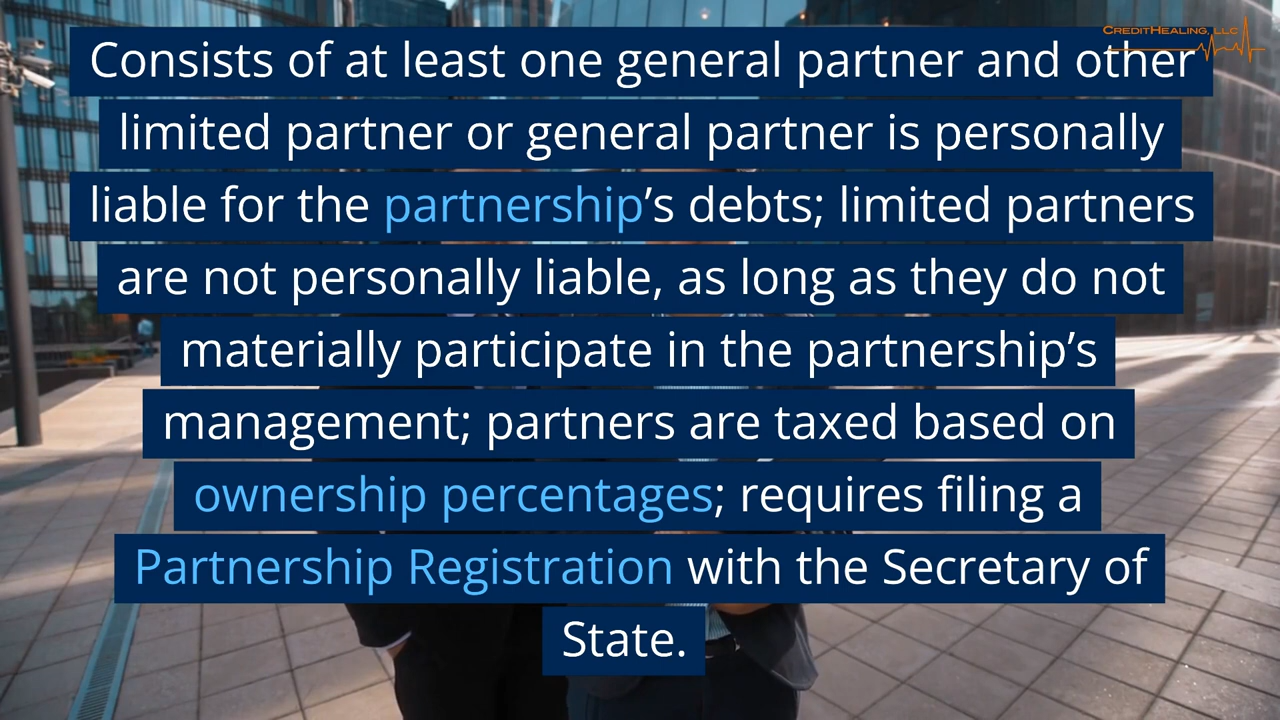 CREDITHEALING, LLC
Consists of at least one general partner and other
limited partner or general partner is personally
liable for the partnership’s debts; limited partners
are not personally liable, as long as they do not
materially participate in the partnership’s
management; partners are taxed based on
ownership percentages; requires filing a
Partnership Registration with the Secretary of
State.